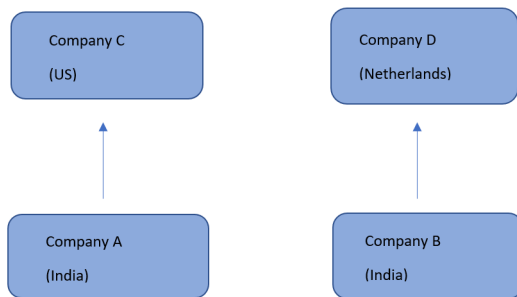 Company C
(US)
Company D
(Netherlands)
Company A
(India)
Company B
(India)